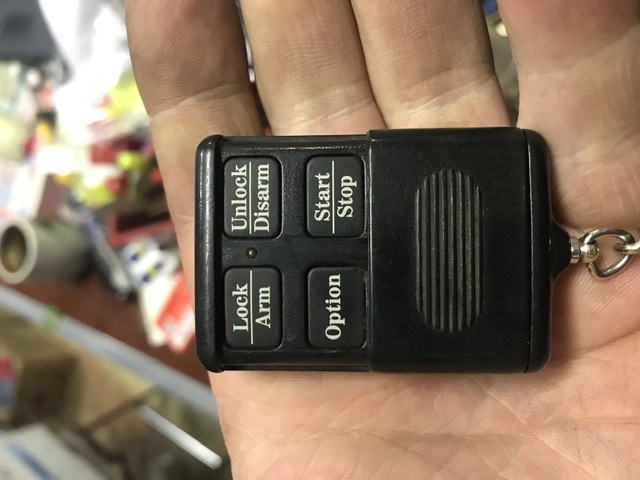 Lock
Arm
Unlock
Disarm
Option
Start
Stop